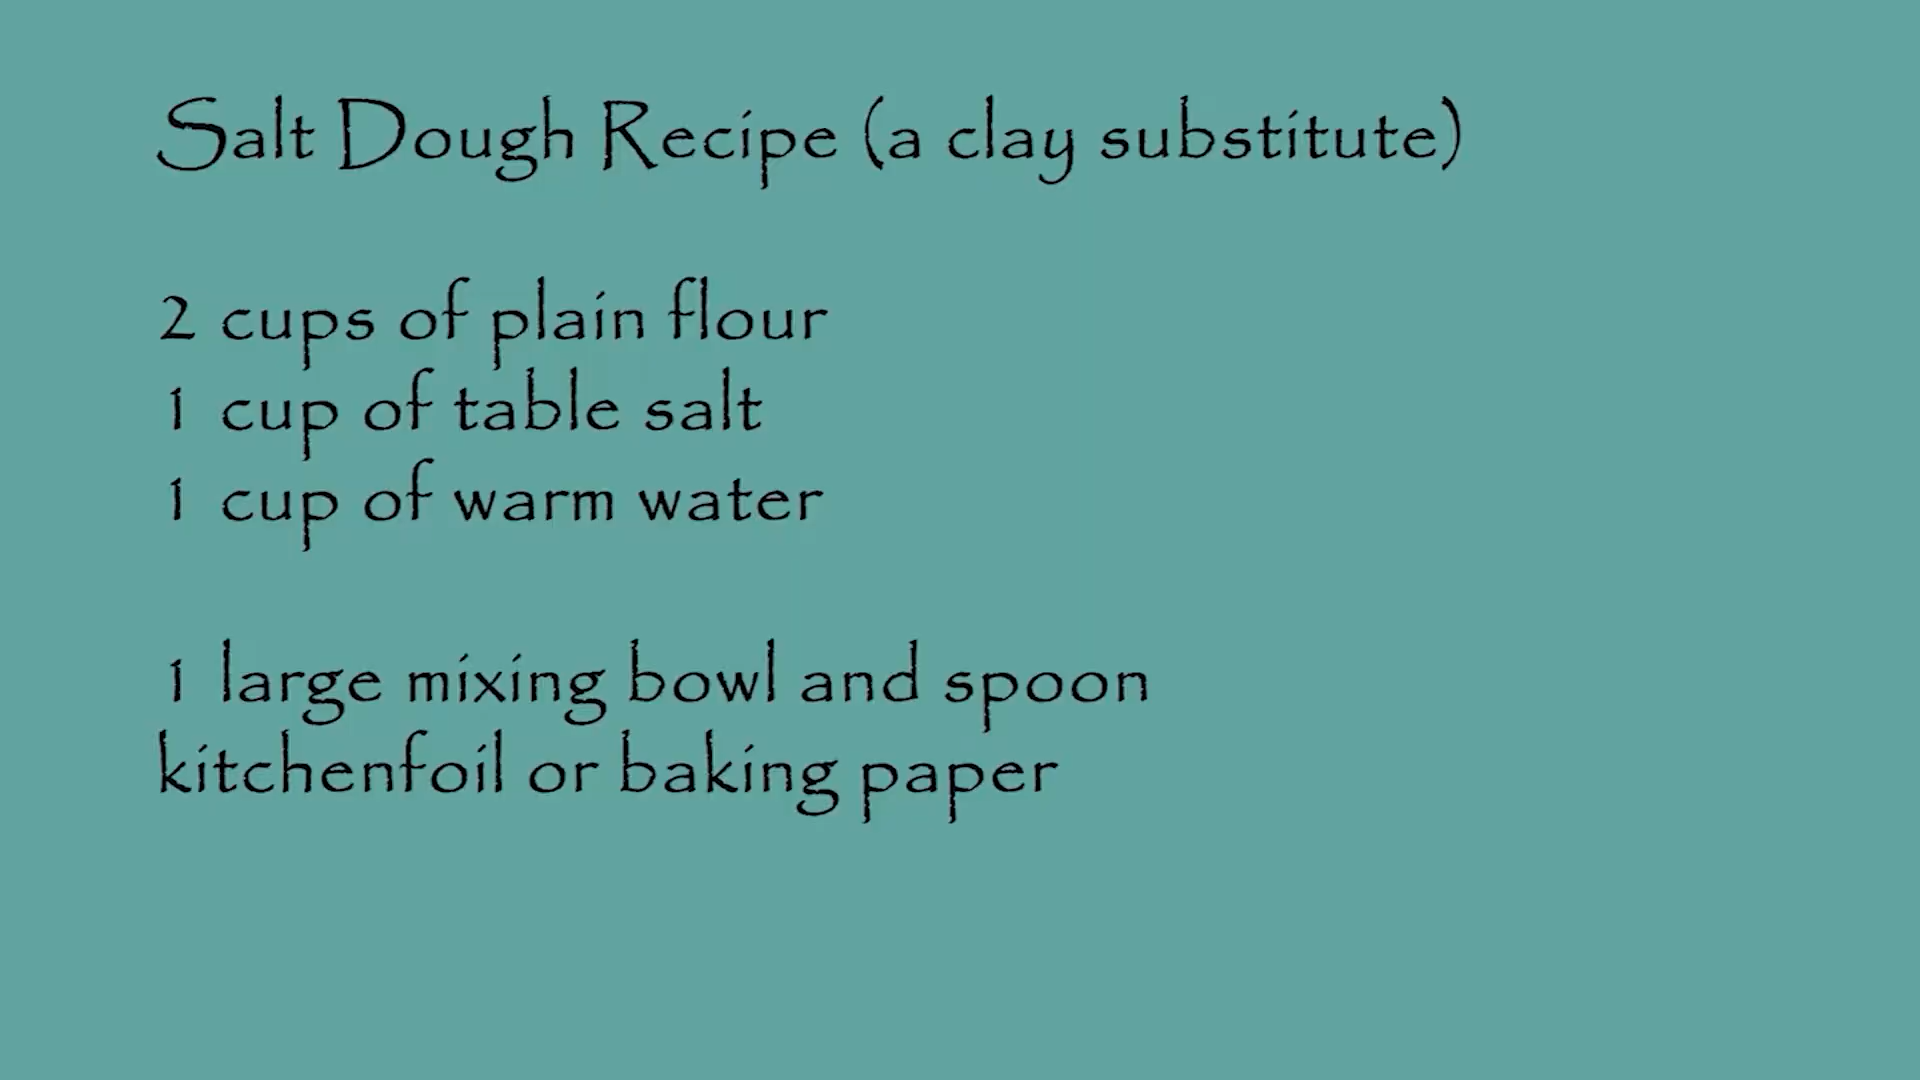 Salt Dough Recipe (a clay substitute)
2 cups of plain flour
1 cup of table salt
1 cup of warm water
1 large mixing bowl and spoon
kitchenfoil or baking paper